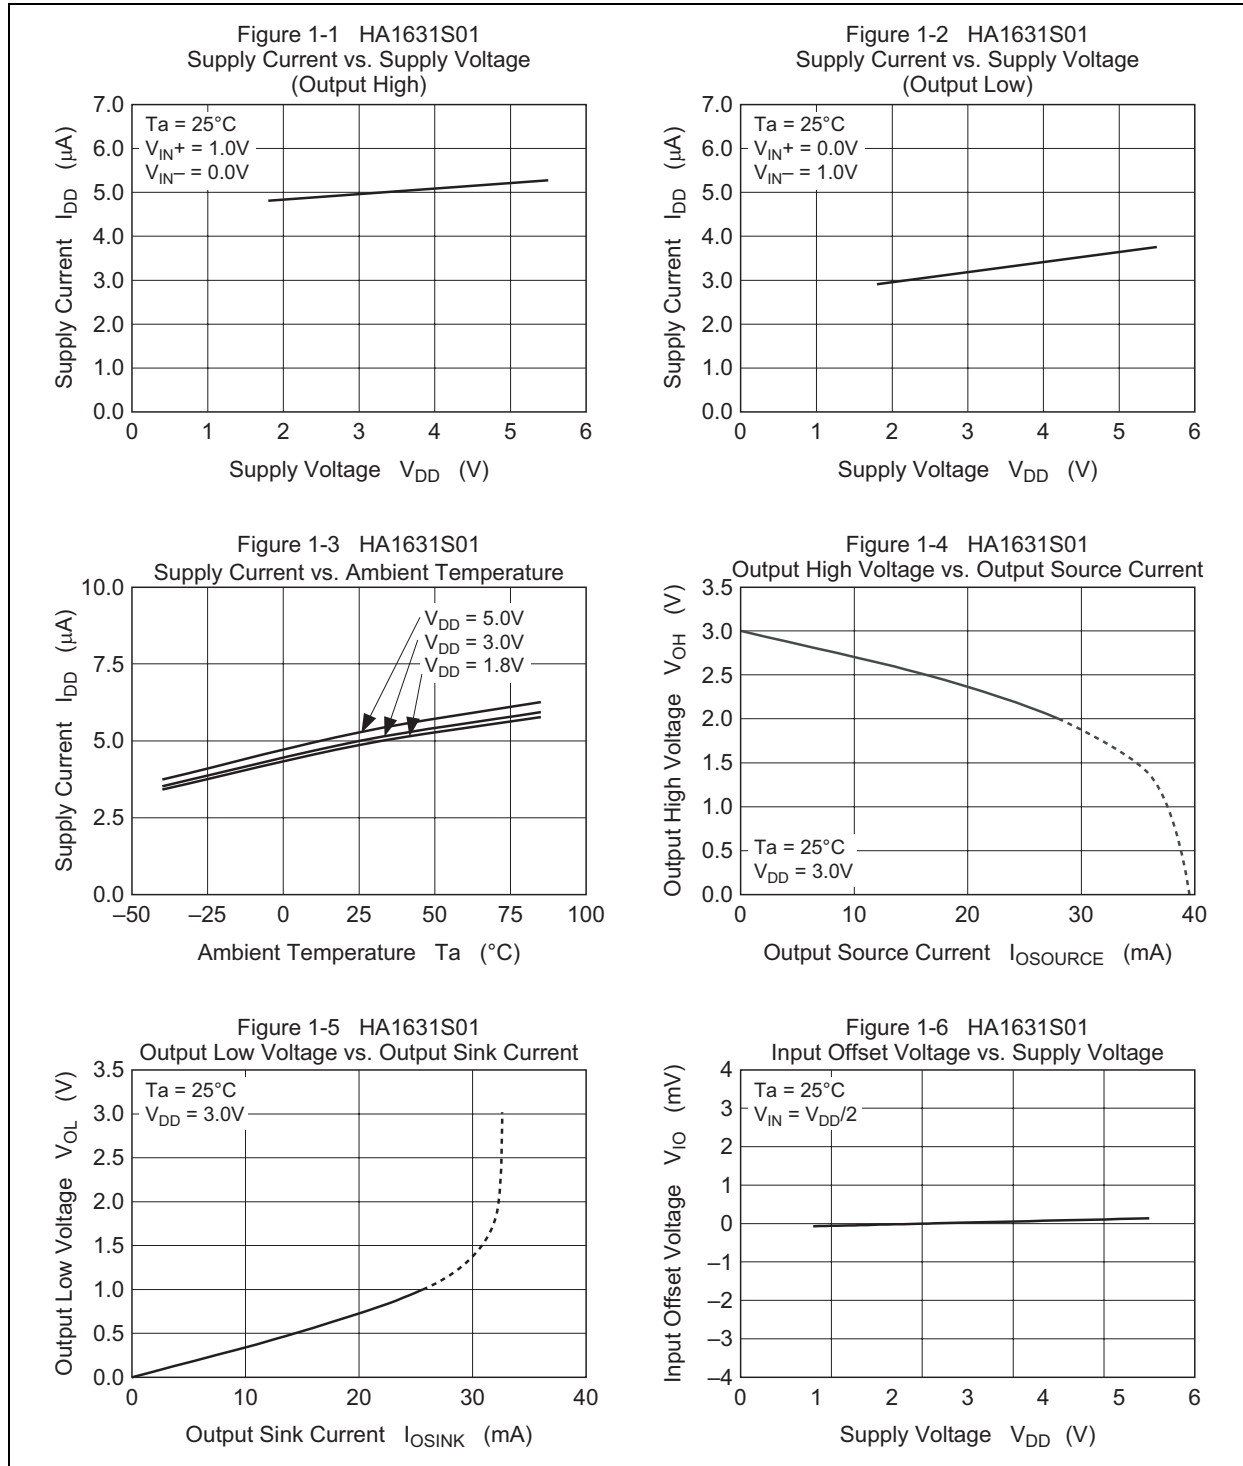 Figure 1-1 HA1631S01
Supply Current vs. Supply Voltage
(Output High)
Supply Current IDD (μA)
7.0
6.0
5.0
4.0
3.0
2.0
1.0
0.0
Ta = 25°C
VIN+ = 1.0V
VIN– = 0.0V
0 1 2 3 4 5 6
Supply Voltage VDD (V)
Figure 1-2 HA1631S01
Supply Current vs. Supply Voltage
(Output Low)
Supply Current IDD (μA)
7.0
6.0
5.0
4.0
3.0
2.0
1.0
0.0
Ta = 25°C
VIN+ = 0.0V
VIN– = 1.0V
0 1 2 3 4 5 6
Supply Voltage VDD (V)
Figure 1-3 HA1631S01
Supply Current vs. Ambient Temperature
Supply Current IDD (μA)
10.0
7.5
5.0
2.5
0.0
VDD = 5.0V
VDD = 3.0V
VDD = 1.8V
–50 –25 0 25 50 75 100
Ambient Temperature Ta (°C)
Figure 1-4 HA1631S01
Output High Voltage vs. Output Source Current
Output High Voltage VOH (V)
3.5
3.0
2.5
2.0
1.5
1.0
0.5
0.0
Ta = 25°C
VDD = 3.0V
0 10 20 30 40
Output Source Current IOSOURCE (mA)
Figure 1-5 HA1631S01
Output Low Voltage vs. Output Sink Current
Output Low Voltage VOL (V)
3.5
3.0
2.5
2.0
1.5
1.0
0.5
0.0
Ta = 25°C
VDD = 3.0V
0 10 20 30 40
Output Sink Current IOSINK (mA)
Figure 1-6 HA1631S01
Input Offset Voltage vs. Supply Voltage
Input Offset Voltage VIO (mV)
4
3
2
1
0
–1
–2
–3
–4
Ta = 25°C
VIN = VDD/2
0 1 2 3 4 5 6
Supply Voltage VDD (V)